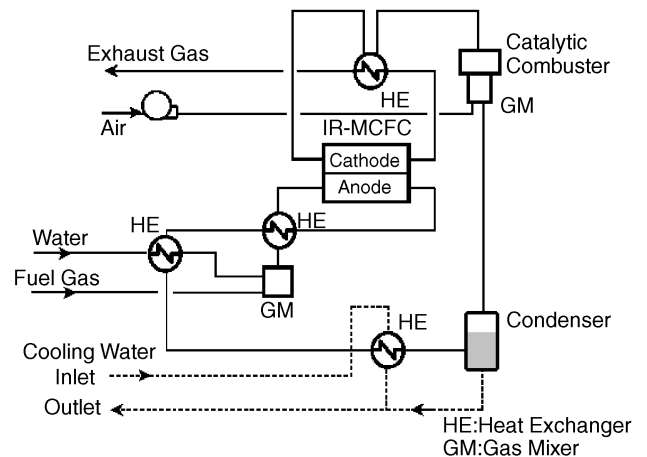 Exhaust Gas
Catalytic
Combuster
HE
GM
Air
IR-MCFC
Cathode
Anode
HE
HE
Water
Fuel Gas
GM
HE
Condenser
Cooling Water
Inlet
Outlet
HE:Heat Exchanger
GM:Gas Mixer